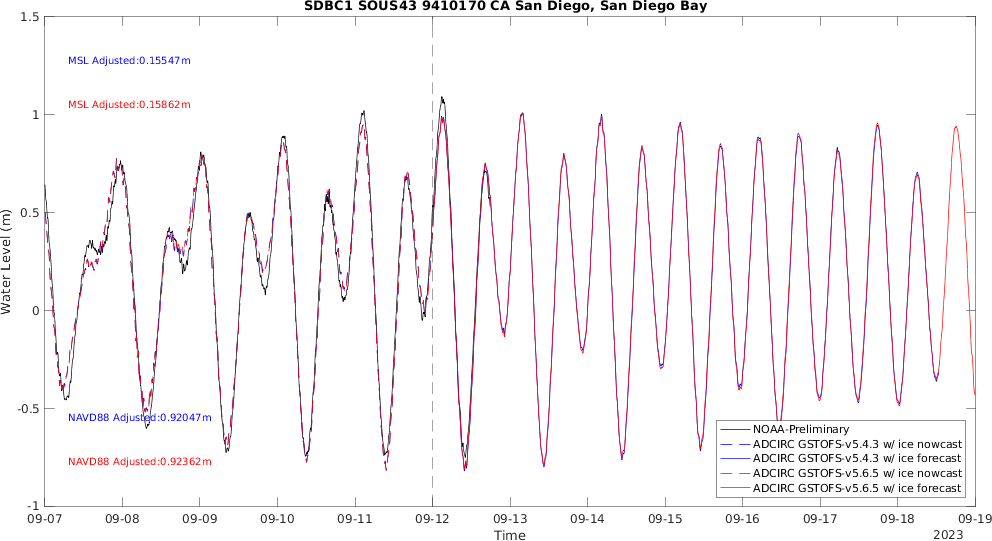 SDBC1 SOUS43 9410170 CA San Diego, San Diego Bay
1.5
MSL Adjusted:0.15547m
MSL Adjusted:0.15862m
1
0.5
Water Level (m)
0
-0.5
NAVD88 Adjusted:0.92047m
NAVD88 Adjusted:0.92362m
NOAA-Preliminary
ADCIRC GSTOFS-v5.4.3 w/ ice nowcast
ADCIRC GSTOFS-v5.4.3 w/ ice forecast
ADCIRC GSTOFS-v5.6.5 w/ ice nowcast
ADCIRC GSTOFS-v5.6.5 w/ ice forecast
-1
09-07 09-08 09-09 09-10 09-11 09-12 09-13 09-14 09-15 09-16 09-17 09-18 09-19
Time
2023